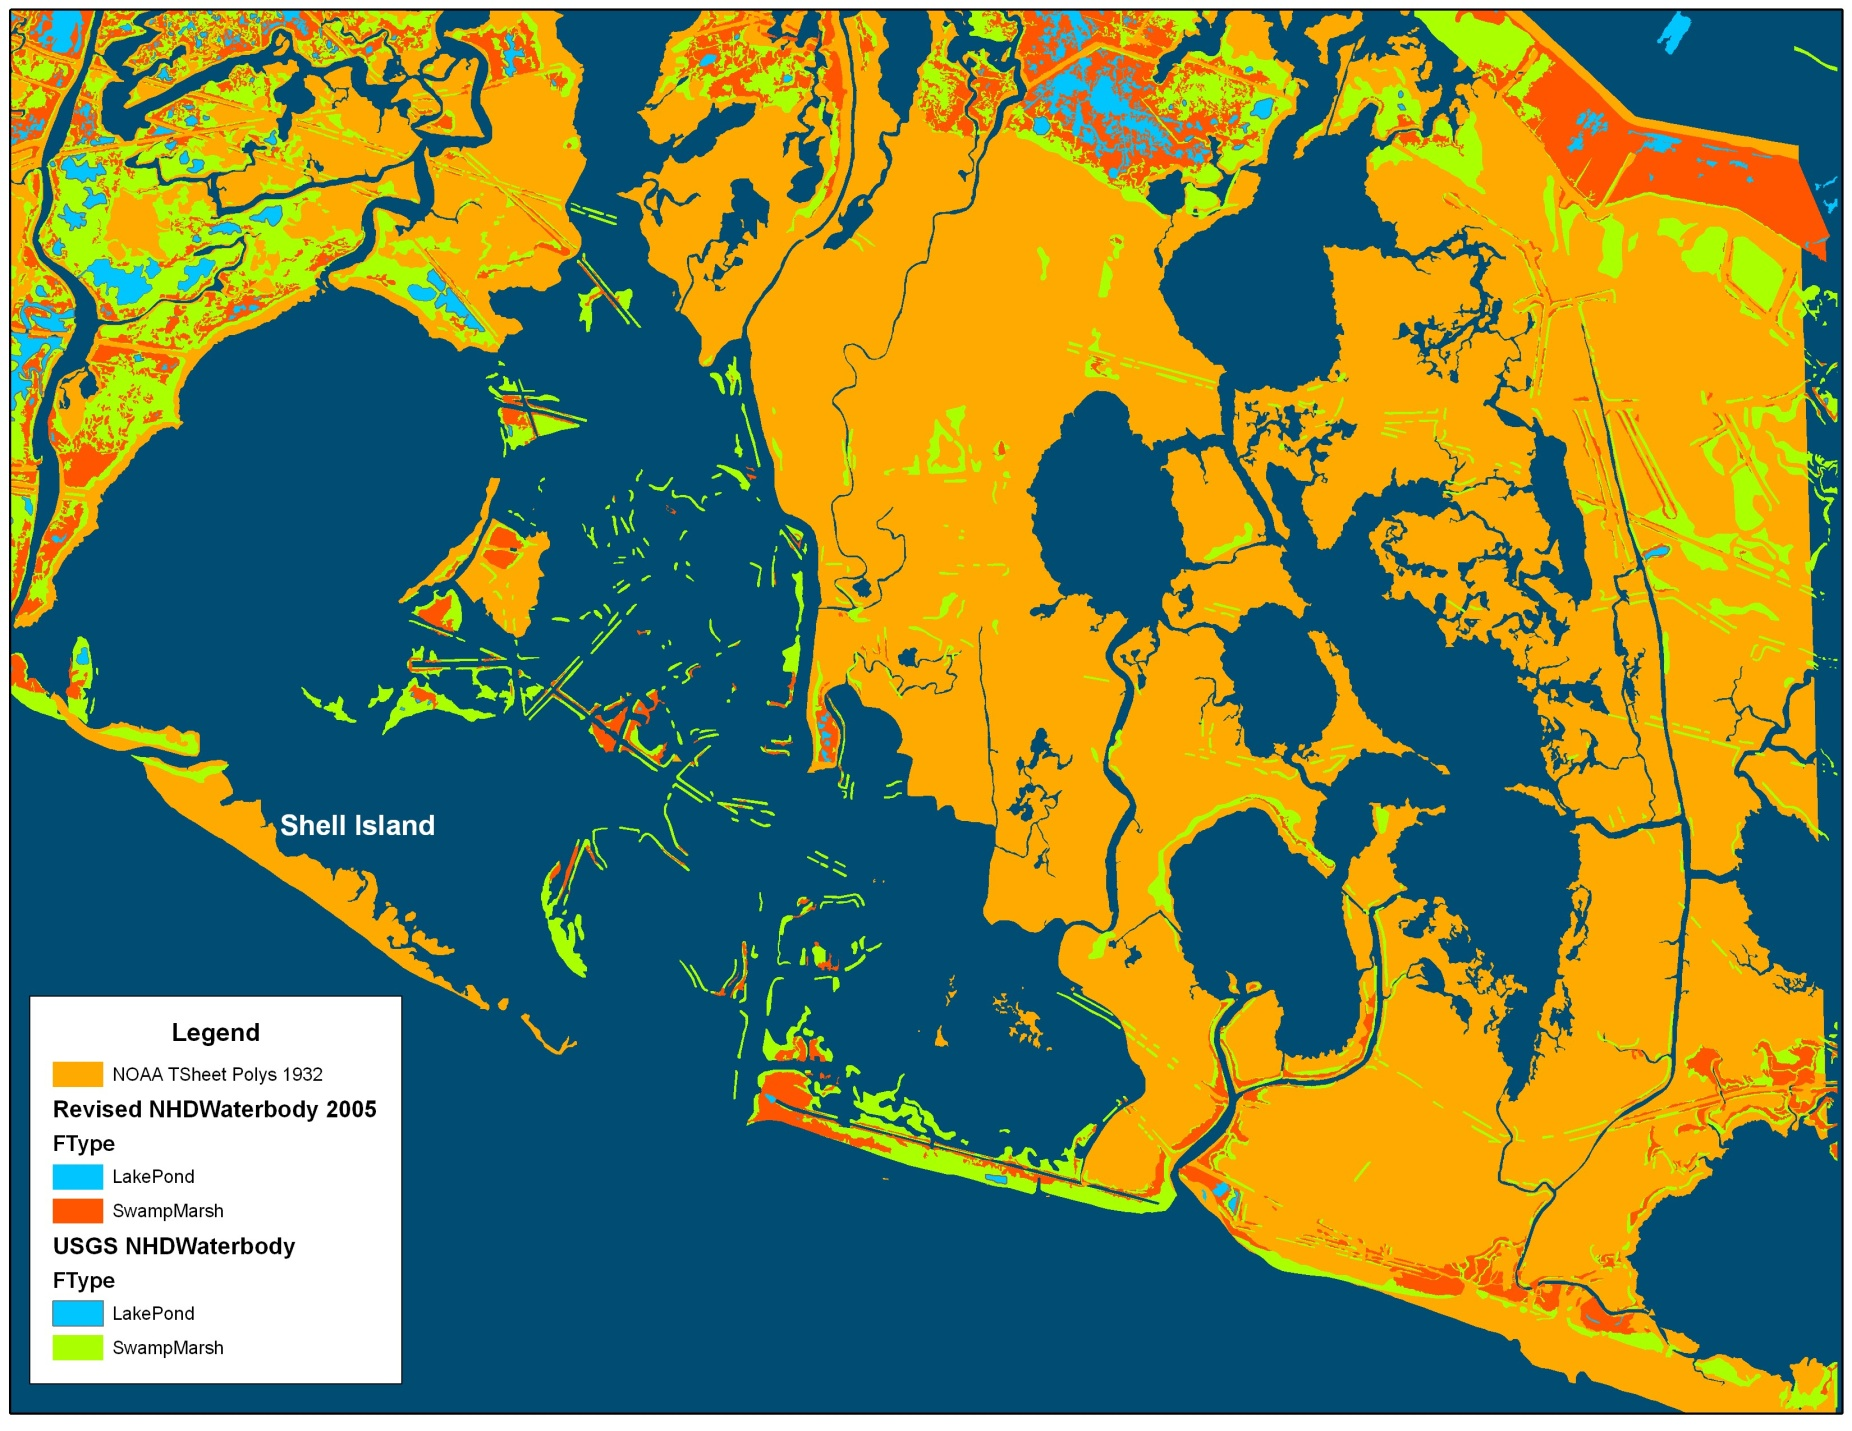 Shell Island
Legend
NOAA TSheet Polys 1932
Revised NHDWaterbody 2005
FType
LakePond
SwampMarsh
USGS NHDWaterbody
FType
LakePond
SwampMarsh